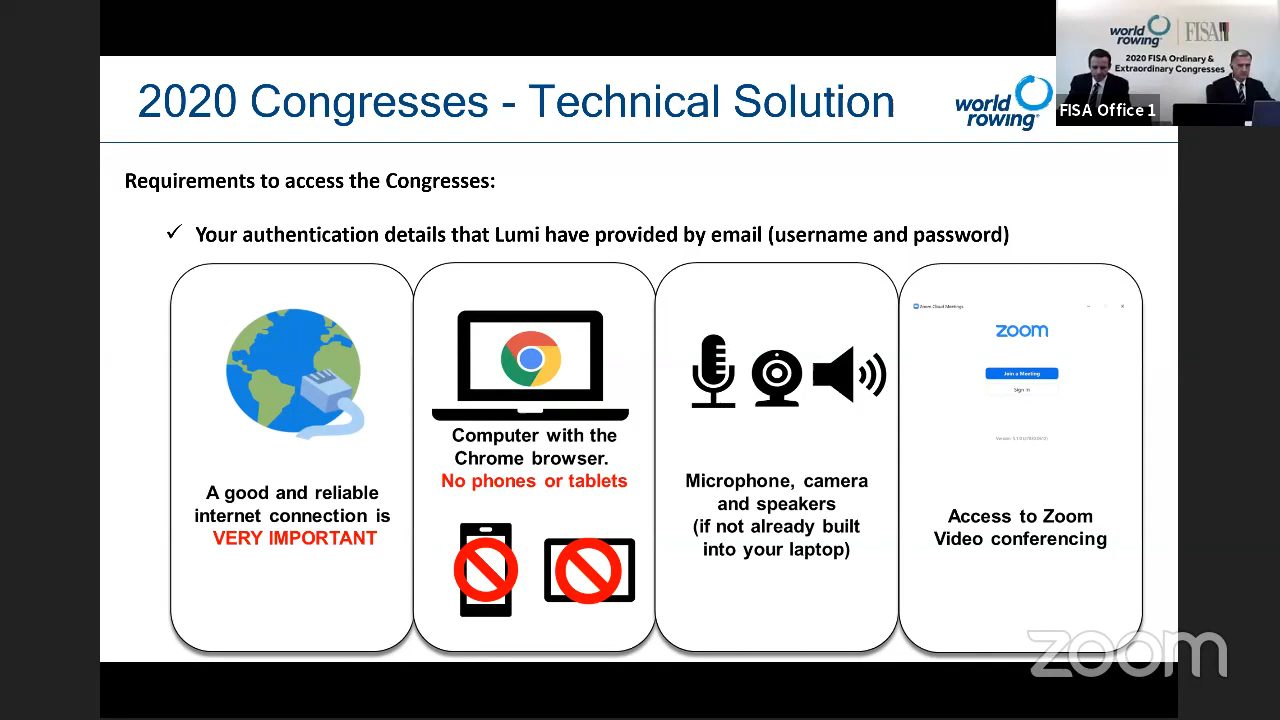 2020 Congresses - Technical Solution
world
rowing
world
rowing
FISA
2020 FISA Ordinary &
Extraordinary Congresses
FISA Office 1
Requirements to access the Congresses:
✓ Your authentication details that Lumi have provided by email (username and password)
A good and reliable
internet connection is
VERY IMPORTANT
Computer with the
Chrome browser.
No phones or tablets
Microphone, camera
and speakers
(if not already built
into your laptop)
Zoom Cloud Meetings
zoom
Join a Meeting
Sign In
Access to Zoom
Video conferencing
zoom